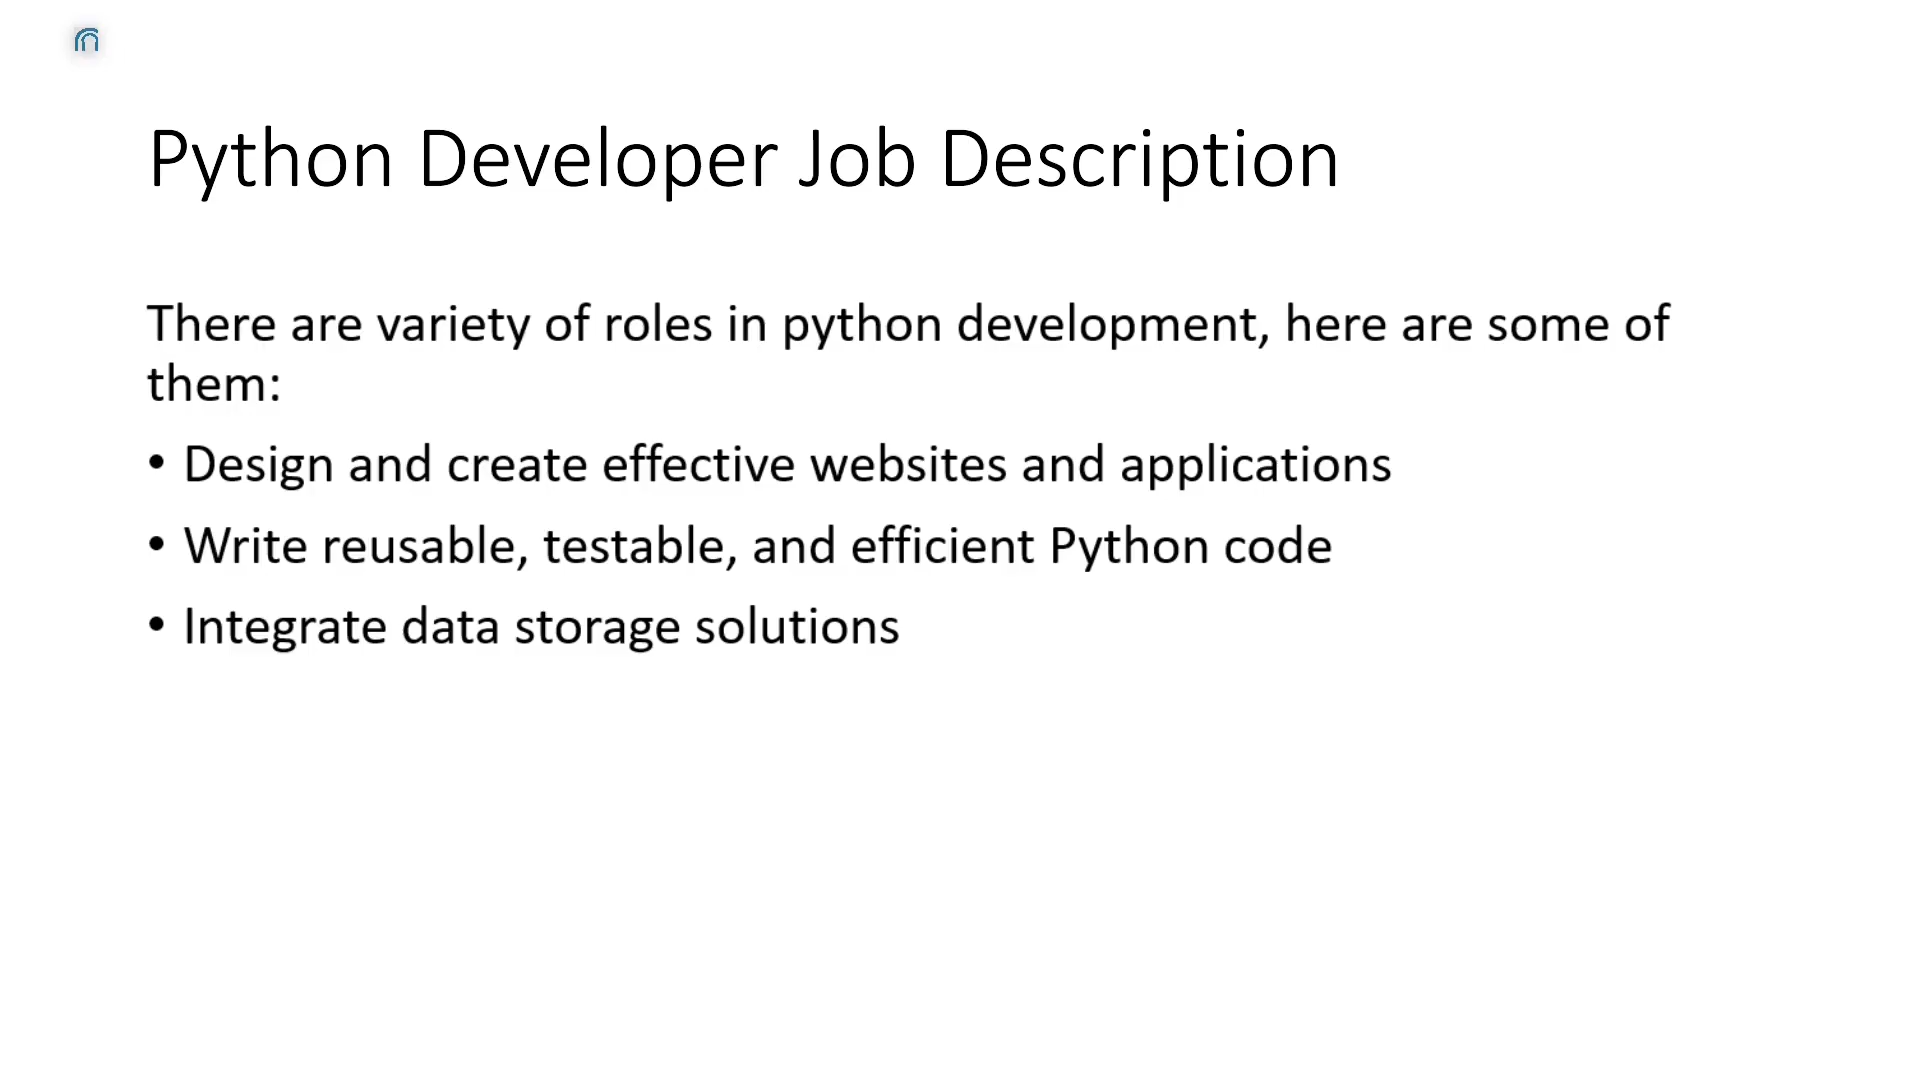 Python Developer Job Description
There are variety of roles in python development, here are some of
them:
• Design and create effective websites and applications
• Write reusable, testable, and efficient Python code
• Integrate data storage solutions